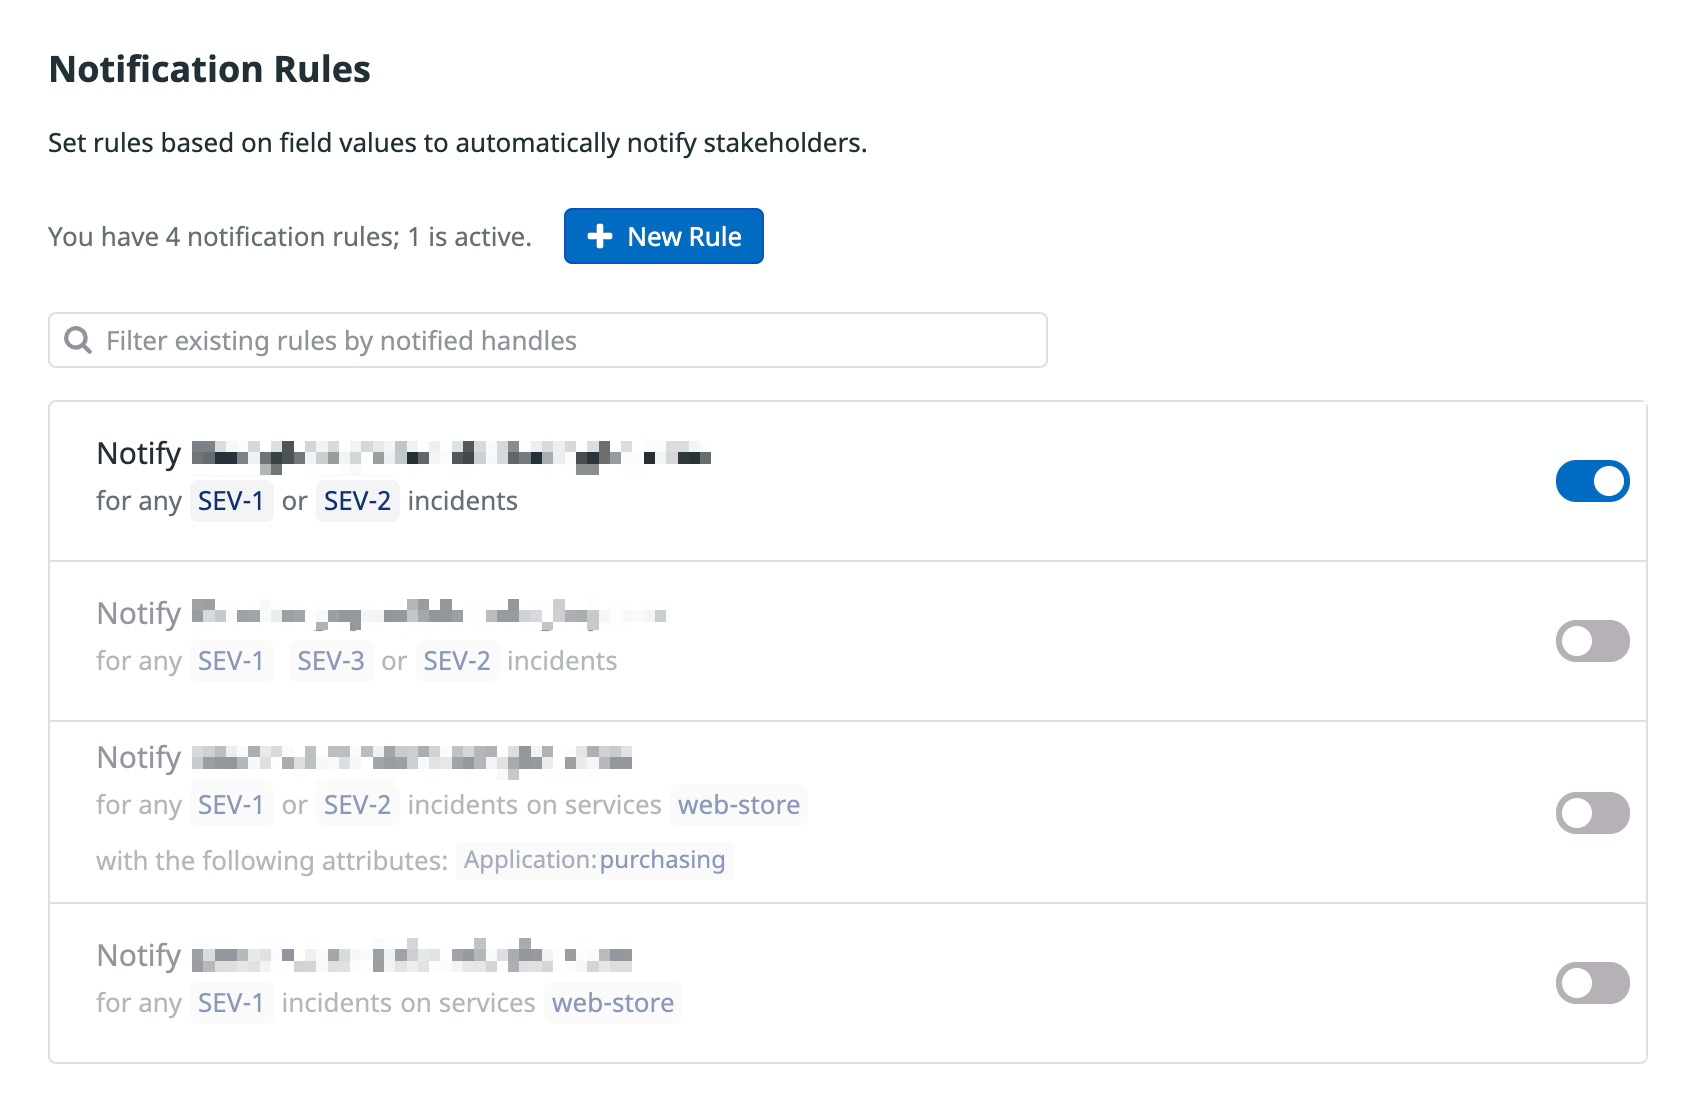 Notification Rules
Set rules based on field values to automatically notify stakeholders.
You have 4 notification rules; 1 is active.
New Rule
Filter existing rules by notified handles
Notify
for any SEV-1 or SEV-2 incidents
Notify
for any SEV-1 SEV-3 or SEV-2 incidents
Notify
for any SEV-1 or SEV-2 incidents on services web-store
with the following attributes: Application:purchasing
Notify
for any SEV-1 incidents on services web-store